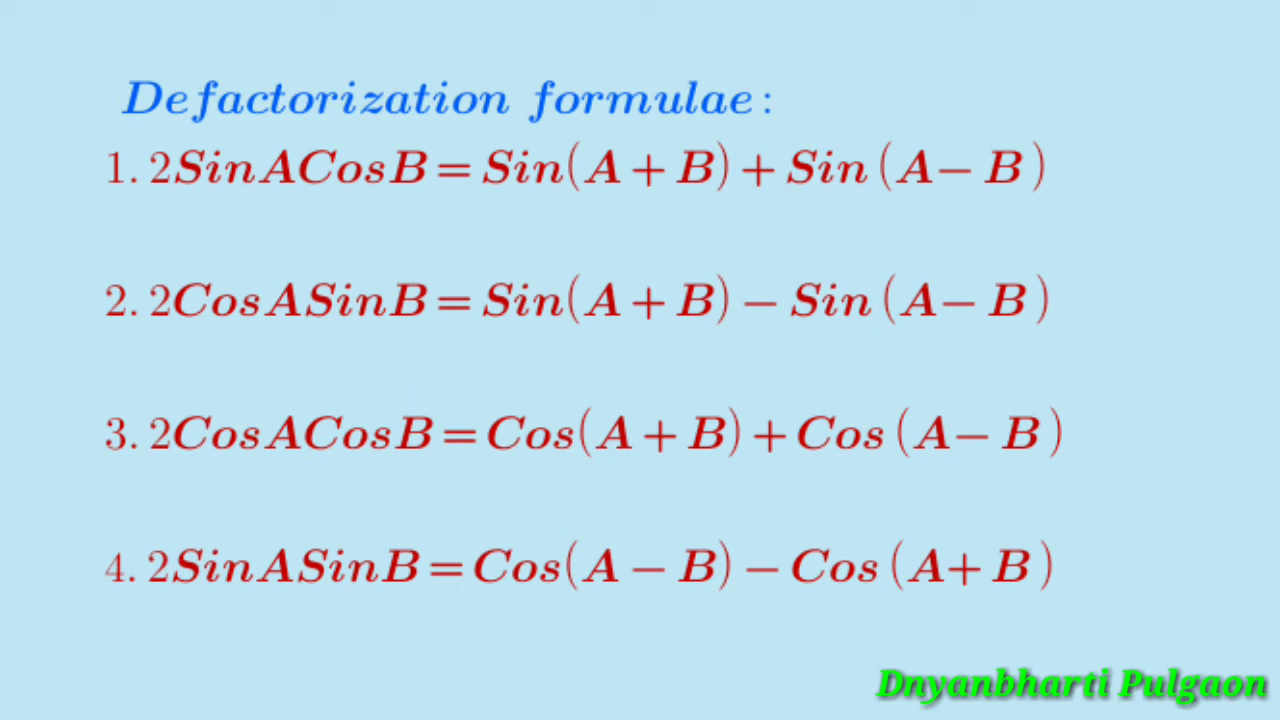 Defactorization formulae:
1. 2SinACosB = Sin(A + B) + Sin (A− B )
2. 2CosASinB = Sin(A + B) − Sin (A− B )
3. 2CosACosB = Cos(A + B) + Cos (A− B )
4. 2SinASinB = Cos(A − B) − Cos (A+ B )
Dnyanbharti Pulgaon